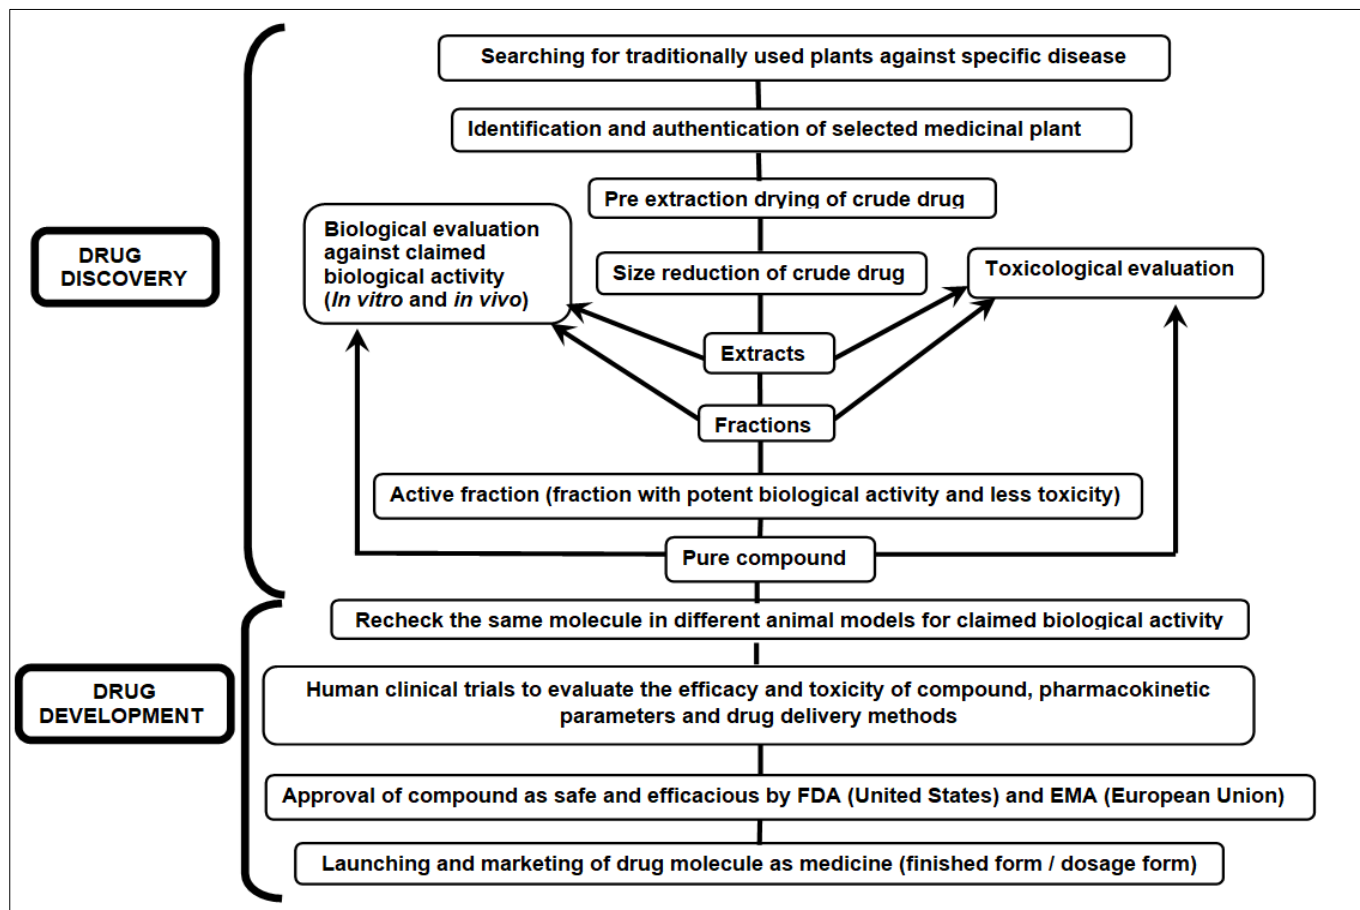 Searching for traditionally used plants against specific disease
Identification and authentication of selected medicinal plant
Pre extraction drying of crude drug
Biological evaluation
against claimed
biological activity
(In vitro and in vivo)
DRUG
DISCOVERY
Size reduction of crude drug
Toxicological evaluation
Extracts
Fractions
Active fraction (fraction with potent biological activity and less toxicity)
Pure compound
Recheck the same molecule in different animal models for claimed biological activity
DRUG
DEVELOPMENT
Human clinical trials to evaluate the efficacy and toxicity of compound, pharmacokinetic
parameters and drug delivery methods
Approval of compound as safe and efficacious by FDA (United States) and EMA (European Union)
Launching and marketing of drug molecule as medicine (finished form / dosage form)